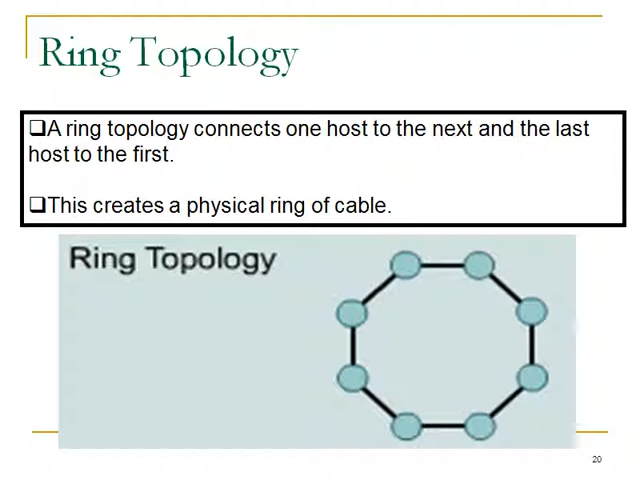 Ring Topology
❑A ring topology connects one host to the next and the last
host to the first.
❑This creates a physical ring of cable.
Ring Topology
20